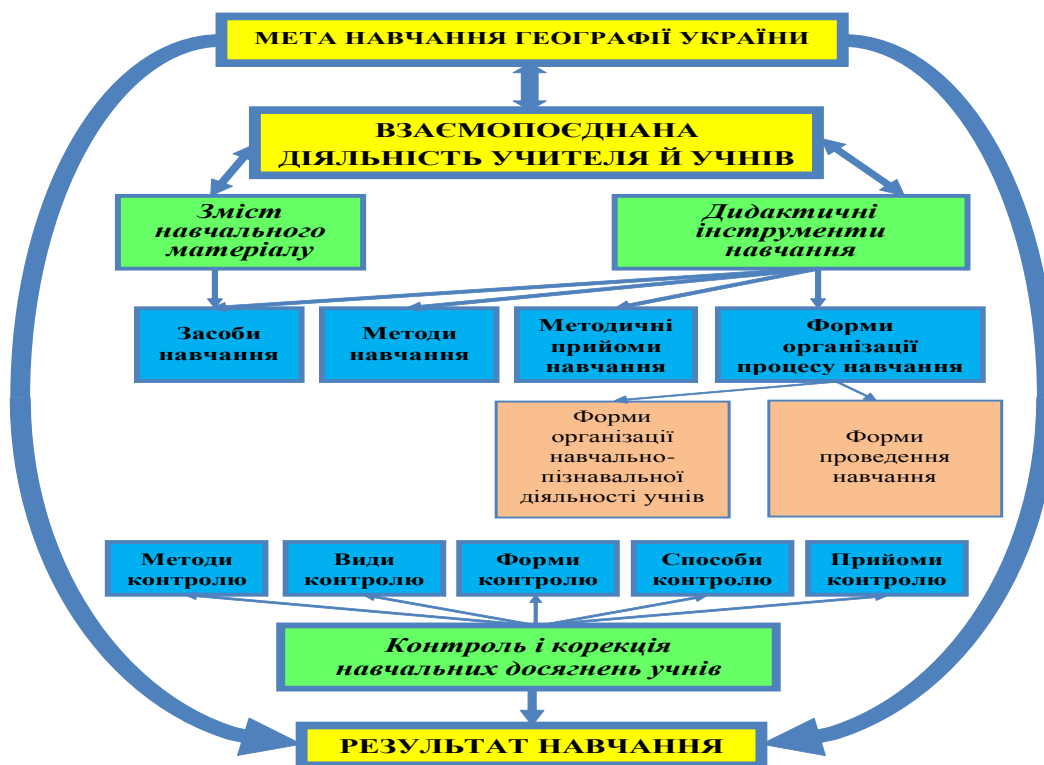 МЕТА НАВЧАННЯ ГЕОГРАФІЇ УКРАЇНИ
ВЗАЄМОПОЄДНАНА
ДІЯЛЬНІСТЬ УЧИТЕЛЯ Й УЧНІВ
Зміст
навчального
матеріалу
Дидактичні
інструменти
навчання
Засоби
навчання
Методи
навчання
Методичні
прийоми
навчання
Форми
організації
процесу навчання
Форми
організації
навчально-
пізнавальної
діяльності учнів
Форми
проведення
навчання
Методи
контролю
Види
контролю
Форми
контролю
Способи
контролю
Прийоми
контролю
Контроль і корекція
навчальних досягнень учнів
РЕЗУЛЬТАТ НАВЧАННЯ